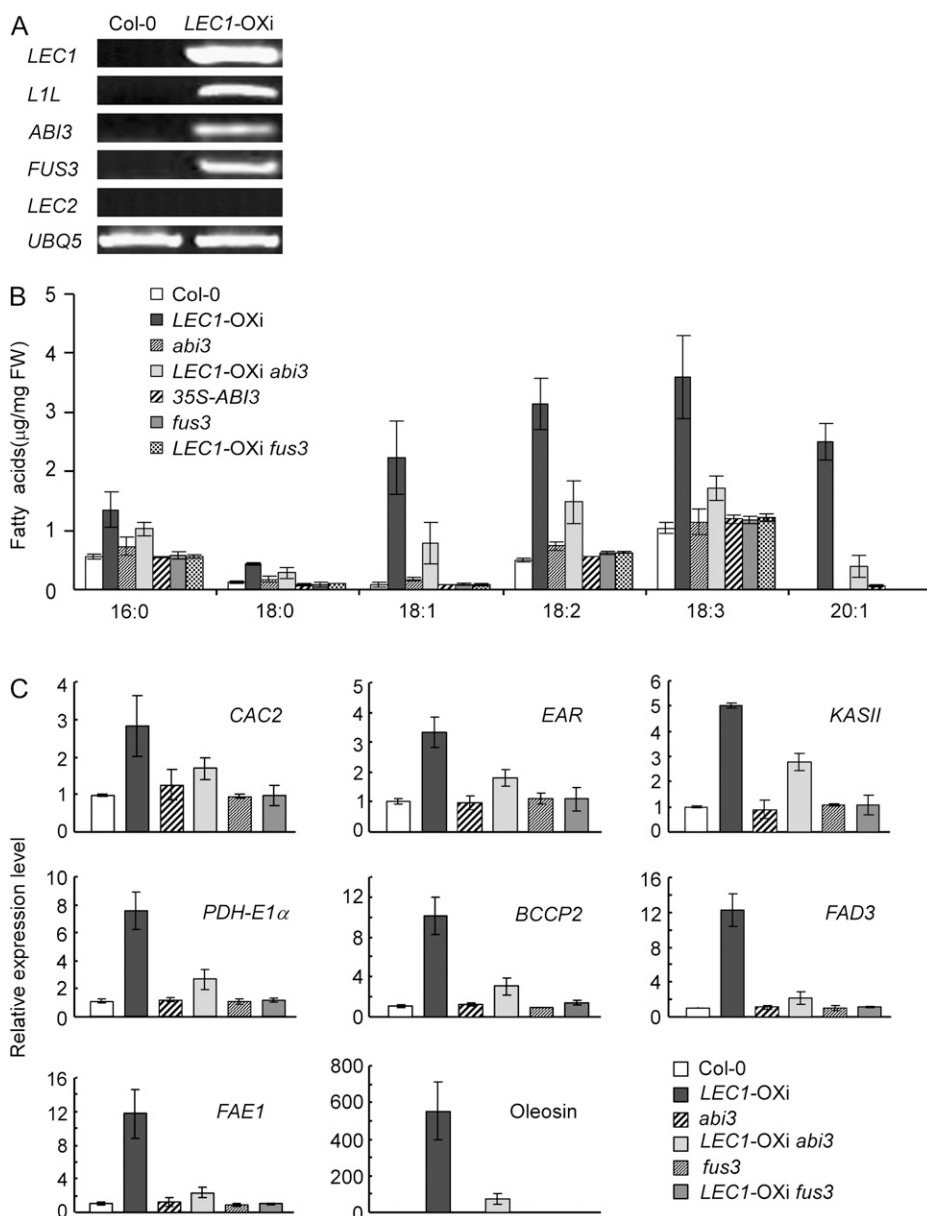 A
Col-0 LEC1-OXi
LEC1
L1L
ABI3
FUS3
LEC2
UBQ5
B
Fatty acids(μg/mg FW)
5
4
3
2
1
0
Col-0
LEC1-OXi
abi3
LEC1-OXi abi3
35S-ABI3
fus3
LEC1-OXi fus3
16:0 18:0 18:1 18:2 18:3 20:1
C
Relative expression level
4
3
2
1
0
CAC2
5
4
3
2
1
0
EAR
6
5
4
3
2
1
0
KASII
10
8
6
4
2
0
PDH-E1α
12
8
4
0
BCCP2
16
12
8
4
0
FAD3
16
12
8
4
0
FAE1
800
600
400
200
0
Oleosin
Col-0
LEC1-OXi
abi3
LEC1-OXi abi3
fus3
LEC1-OXi fus3